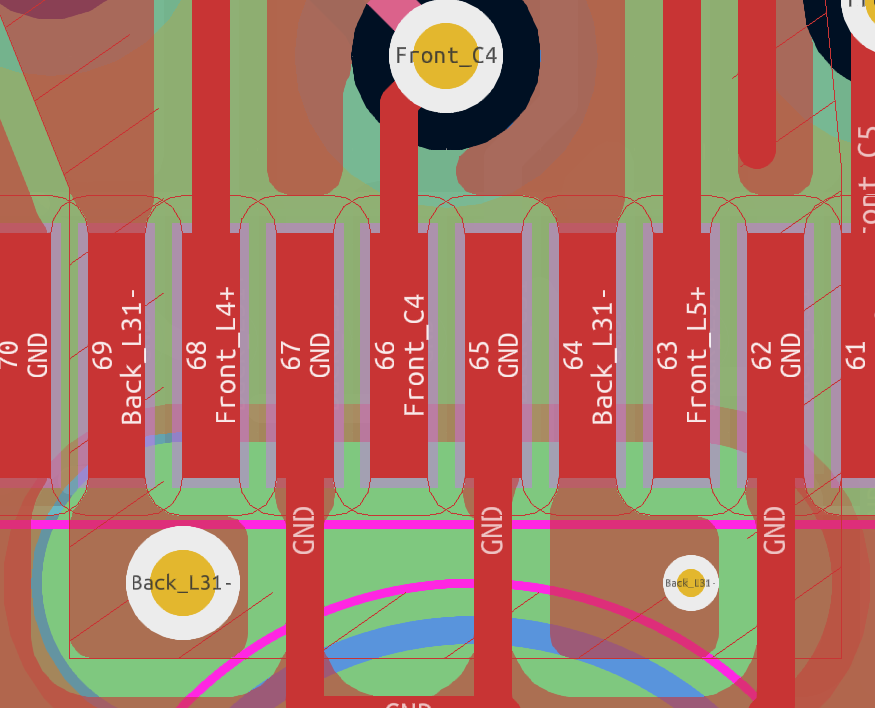 Front_C4
70
GND
69
Back_L31-
68
Front_L4+
67
GND
66
Front_C4
65
GND
64
Back_L31-
63
Front_L5+
62
GND
61
GND
GND
GND
Back_L31-
Back_L31-
GND